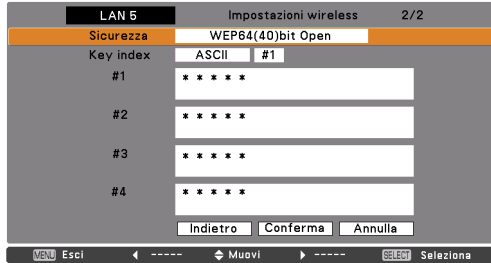 LAN 5 Impostazioni wireless 2/2
Sicurezza WEP64(40)bit Open
Key index ASCII #1
#1 * * * * *
#2 * * * * *
#3 * * * * *
#4 * * * * *
Indietro Conferma Annulla
MENU Esci ◀ ----- ◆ Muovi ▶ ----- SELECT Seleziona